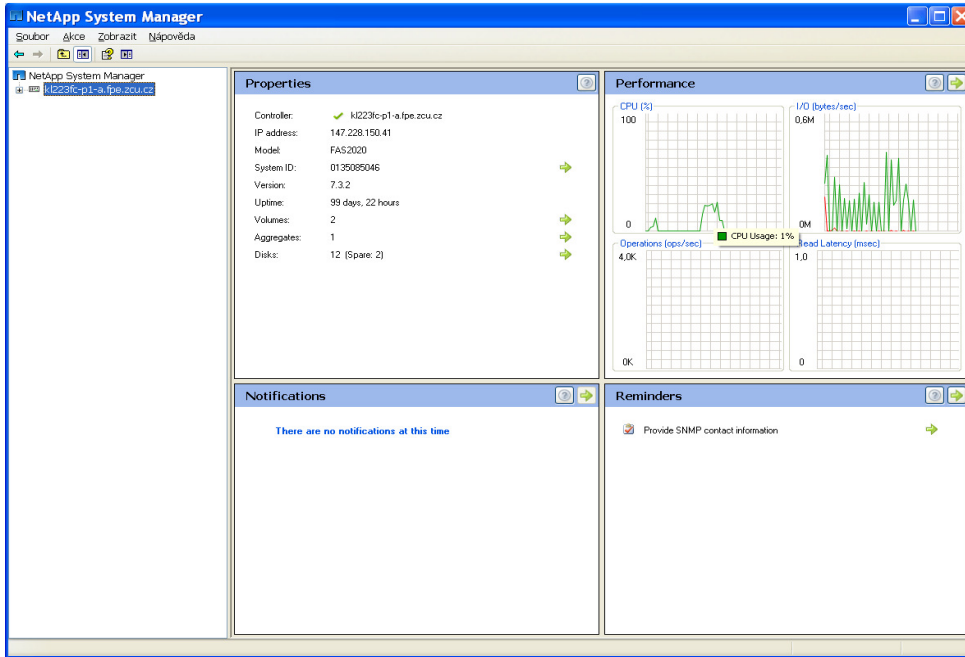 NetApp System Manager
Soubor Akce Zobrazit Nápověda
NetApp System Manager
kl223fc-p1-a.fpe.zcu.cz
Properties
Controller: kl223fc-p1-a.fpe.zcu.cz
IP address: 147.228.150.41
Model: FAS2020
System ID: 0135085046
Version: 7.3.2
Uptime: 99 days, 22 hours
Volumes: 2
Aggregates: 1
Disks: 12 (Spare: 2)
Performance
CPU (%)
100
0
I/O (bytes/sec)
0,6M
0M
CPU Usage: 1%
Operations (ops/sec)
4,0K
0K
Read Latency (msec)
1,0
0
Notifications
There are no notifications at this time
Reminders
Provide SNMP contact information